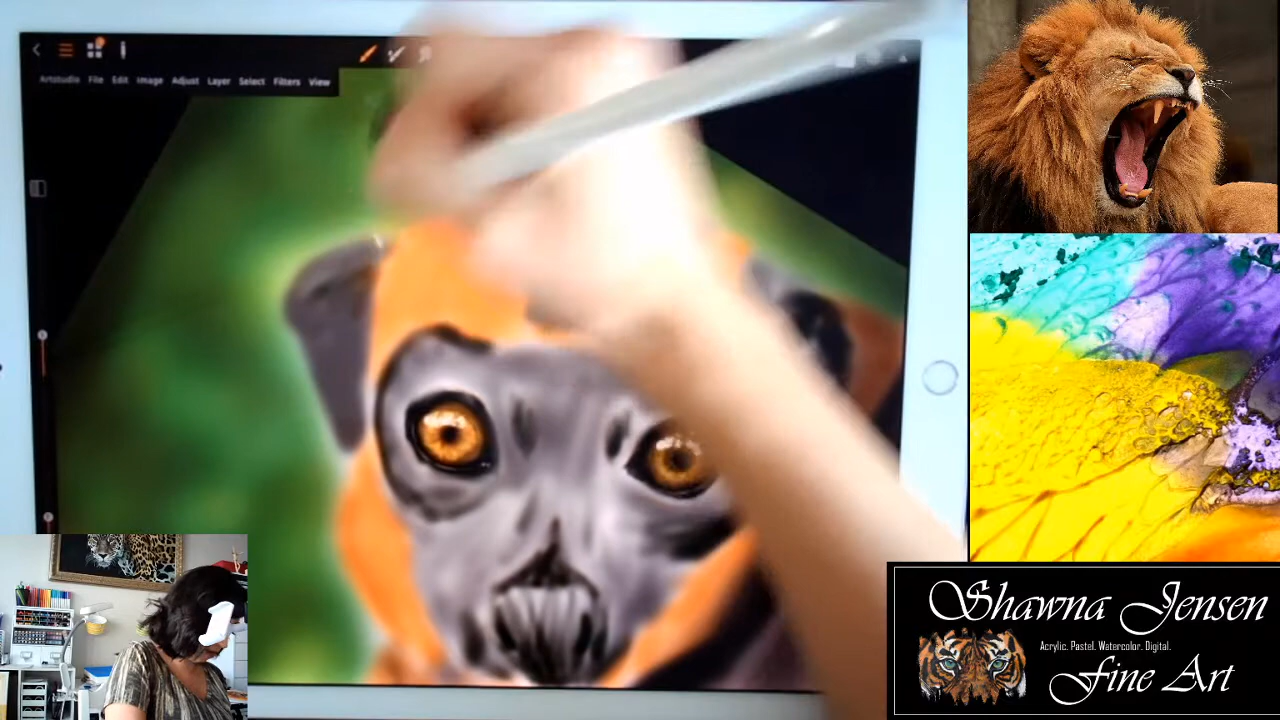 Artstudio File Edit Image Adjust Layer Select Filters View
Shawna Jensen
Acrylic. Pastel. Watercolor. Digital.
Fine Art